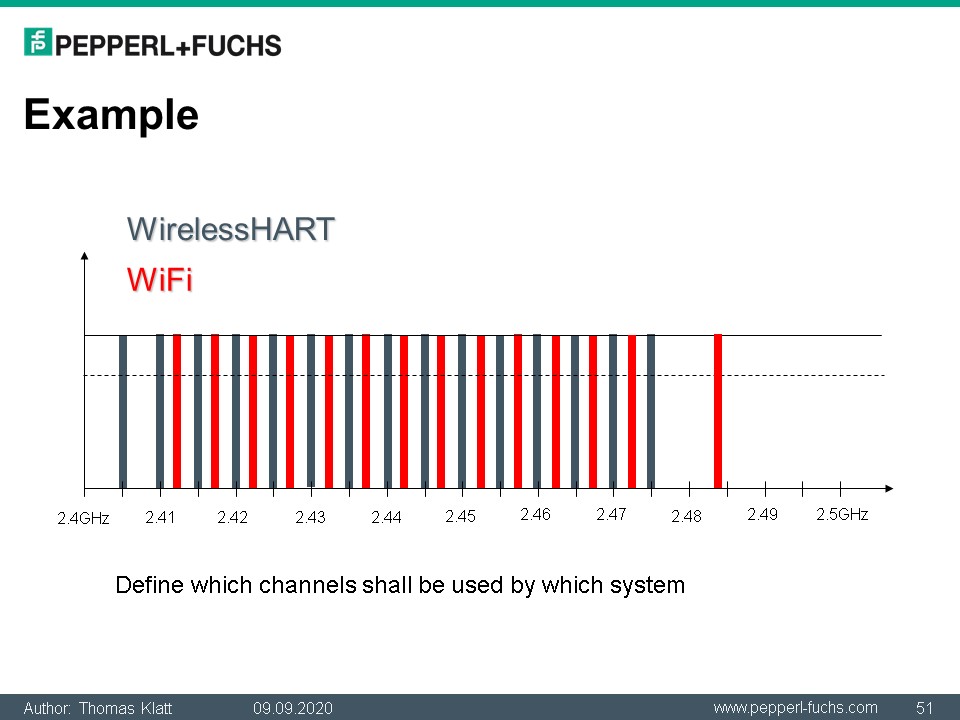 PEPPERL+FUCHS
Example
WirelessHART
WiFi
2.4GHz 2.41 2.42 2.43 2.44 2.45 2.46 2.47 2.48 2.49 2.5GHz
Define which channels shall be used by which system
Author: Thomas Klatt 09.09.2020 www.pepperl-fuchs.com 51